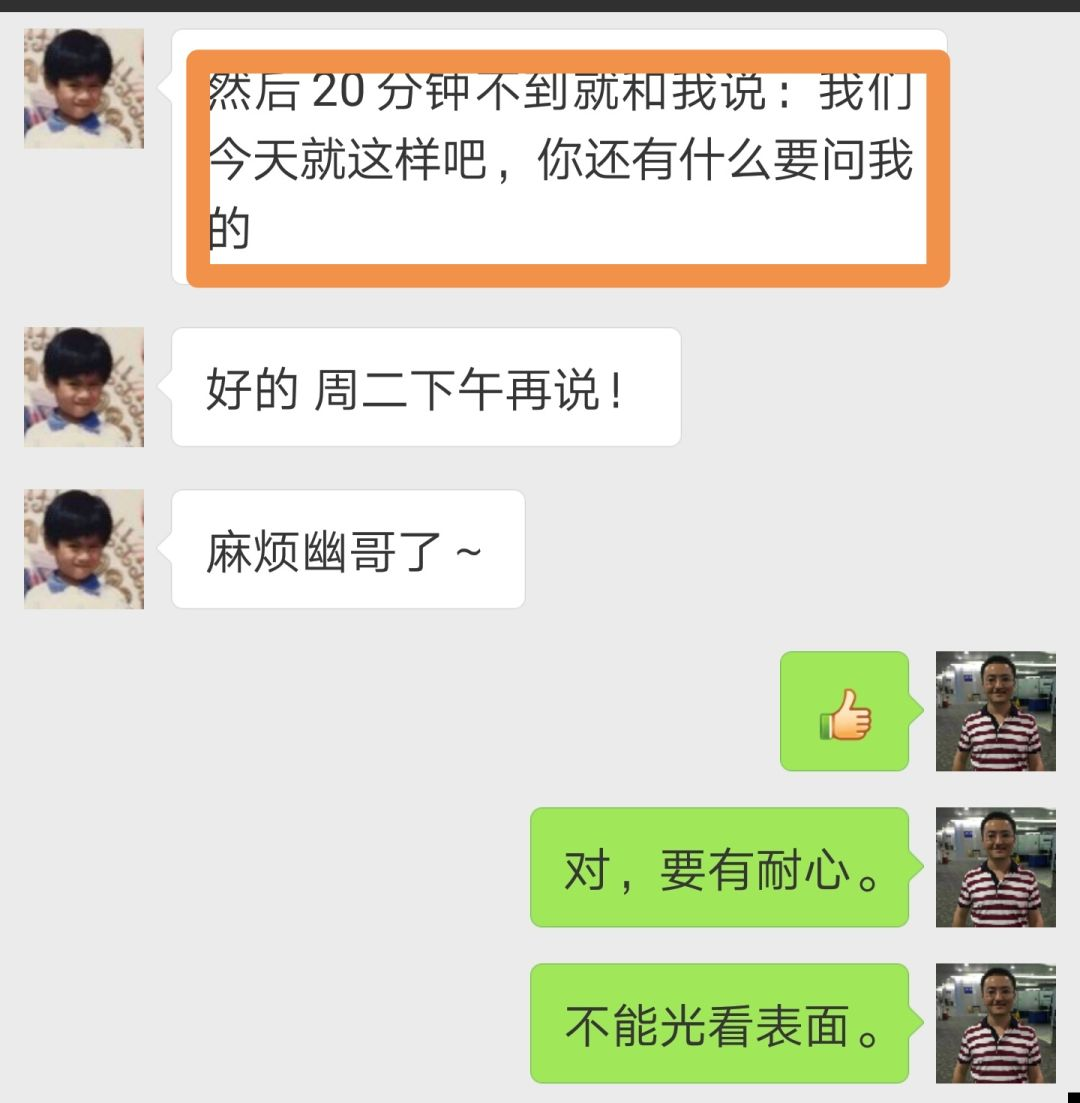 然后 20 分钟不到就和我说：我们
今天就这样吧，你还有什么要问我
的
好的 周二下午再说！
麻烦幽哥了 ~
👍
对，要有耐心。
不能光看表面。